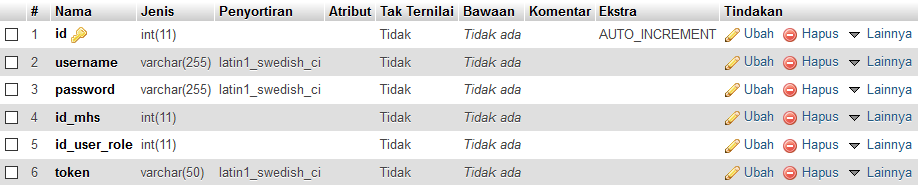 # Nama Jenis Penyortiran Atribut Tak Ternilai Bawaan Komentar Ekstra Tindakan
1 id int(11) Tidak Tidak ada AUTO_INCREMENT Ubah Hapus Lainnya
2 username varchar(255) latin1_swedish_ci Tidak Tidak ada Ubah Hapus Lainnya
3 password varchar(255) latin1_swedish_ci Tidak Tidak ada Ubah Hapus Lainnya
4 id_mhs int(11) Tidak Tidak ada Ubah Hapus Lainnya
5 id_user_role int(11) Tidak Tidak ada Ubah Hapus Lainnya
6 token varchar(50) latin1_swedish_ci Tidak Tidak ada Ubah Hapus Lainnya